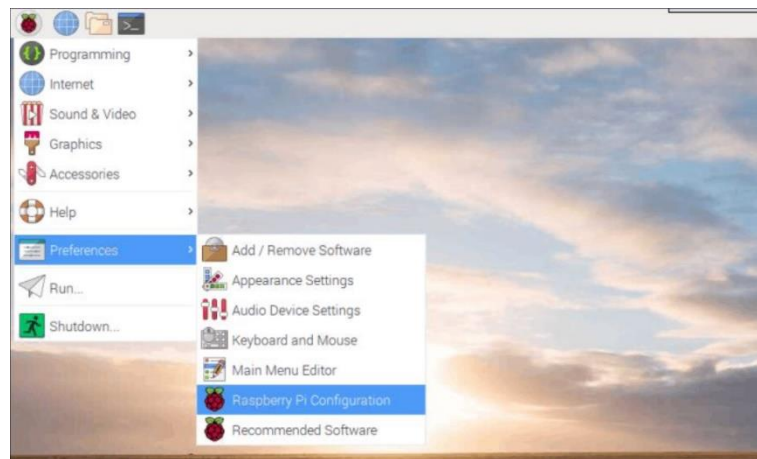 Programming
Internet
Sound & Video
Graphics
Accessories
Help
Preferences
Run...
Shutdown...
Add / Remove Software
Appearance Settings
Audio Device Settings
Keyboard and Mouse
Main Menu Editor
Raspberry Pi Configuration
Recommended Software